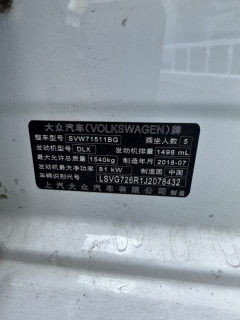 大众汽车(VOLKSWAGEN)牌
整车型号 SVW71511BG 乘坐人数 5
发动机型号 DLX 发动机排量 1498 mL
最大允许总质量 1540kg 制造年月 2018-07
发动机最大净功率 81 kW 制造国 中国
车辆识别代号 LSVG726R1J2078432
上汽大众汽车有限公司 制造